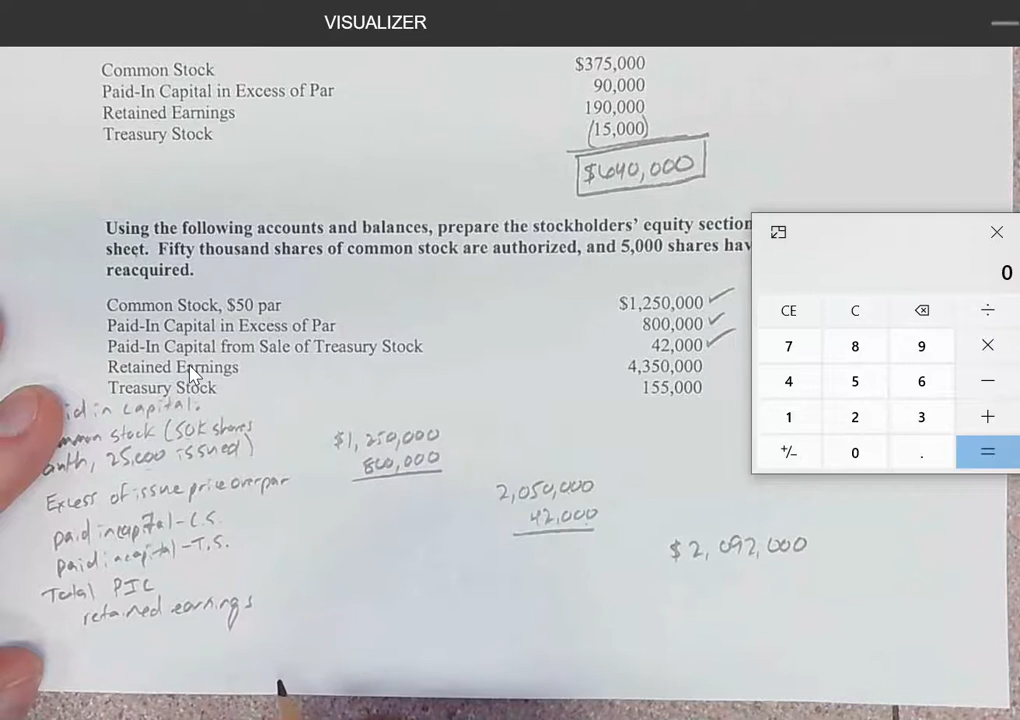 VISUALIZER
Common Stock $375,000
Paid-In Capital in Excess of Par 90,000
Retained Earnings 190,000
Treasury Stock (15,000)
$640,000
Using the following accounts and balances, prepare the stockholders' equity section
sheet. Fifty thousand shares of common stock are authorized, and 5,000 shares hav
reacquired.
Common Stock, $50 par $1,250,000
Paid-In Capital in Excess of Par 800,000
Paid-In Capital from Sale of Treasury Stock 42,000
Retained Earnings 4,350,000
Treasury Stock 155,000
id in capital:
mmon stock (50K shares
auth, 25,000 issued) $1,250,000
Excess of issue price over par 800,000
paid in capital - C.S. 2,050,000
paid in capital - T.S. 42,000
Total PIC $2,092,000
retained earnings
0
CE C ÷
7 8 9 ×
4 5 6 −
1 2 3 +
+/− 0 . =